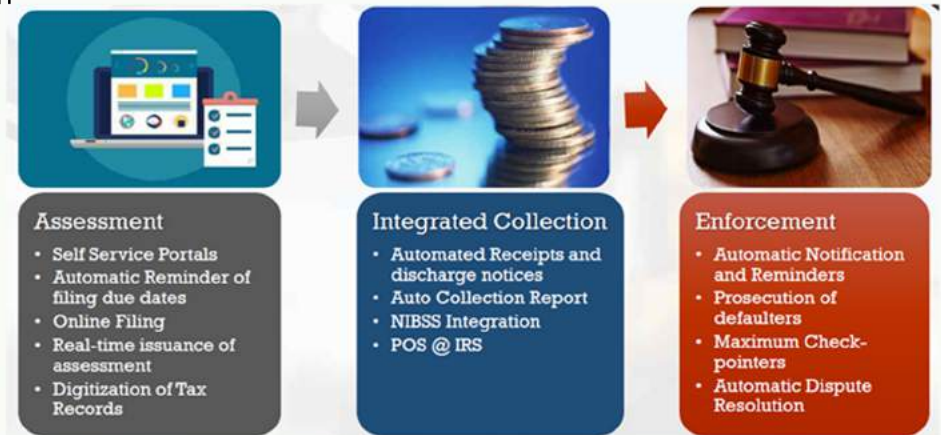 Assessment
• Self Service Portals
• Automatic Reminder of
filing due dates
• Online Filing
• Real-time issuance of
assessment
• Digitization of Tax
Records
Integrated Collection
• Automated Receipts and
discharge notices
• Auto Collection Report
• NIBSS Integration
• POS @ IRS
Enforcement
• Automatic Notification
and Reminders
• Prosecution of
defaulters
• Maximum Check-
pointers
• Automatic Dispute
Resolution